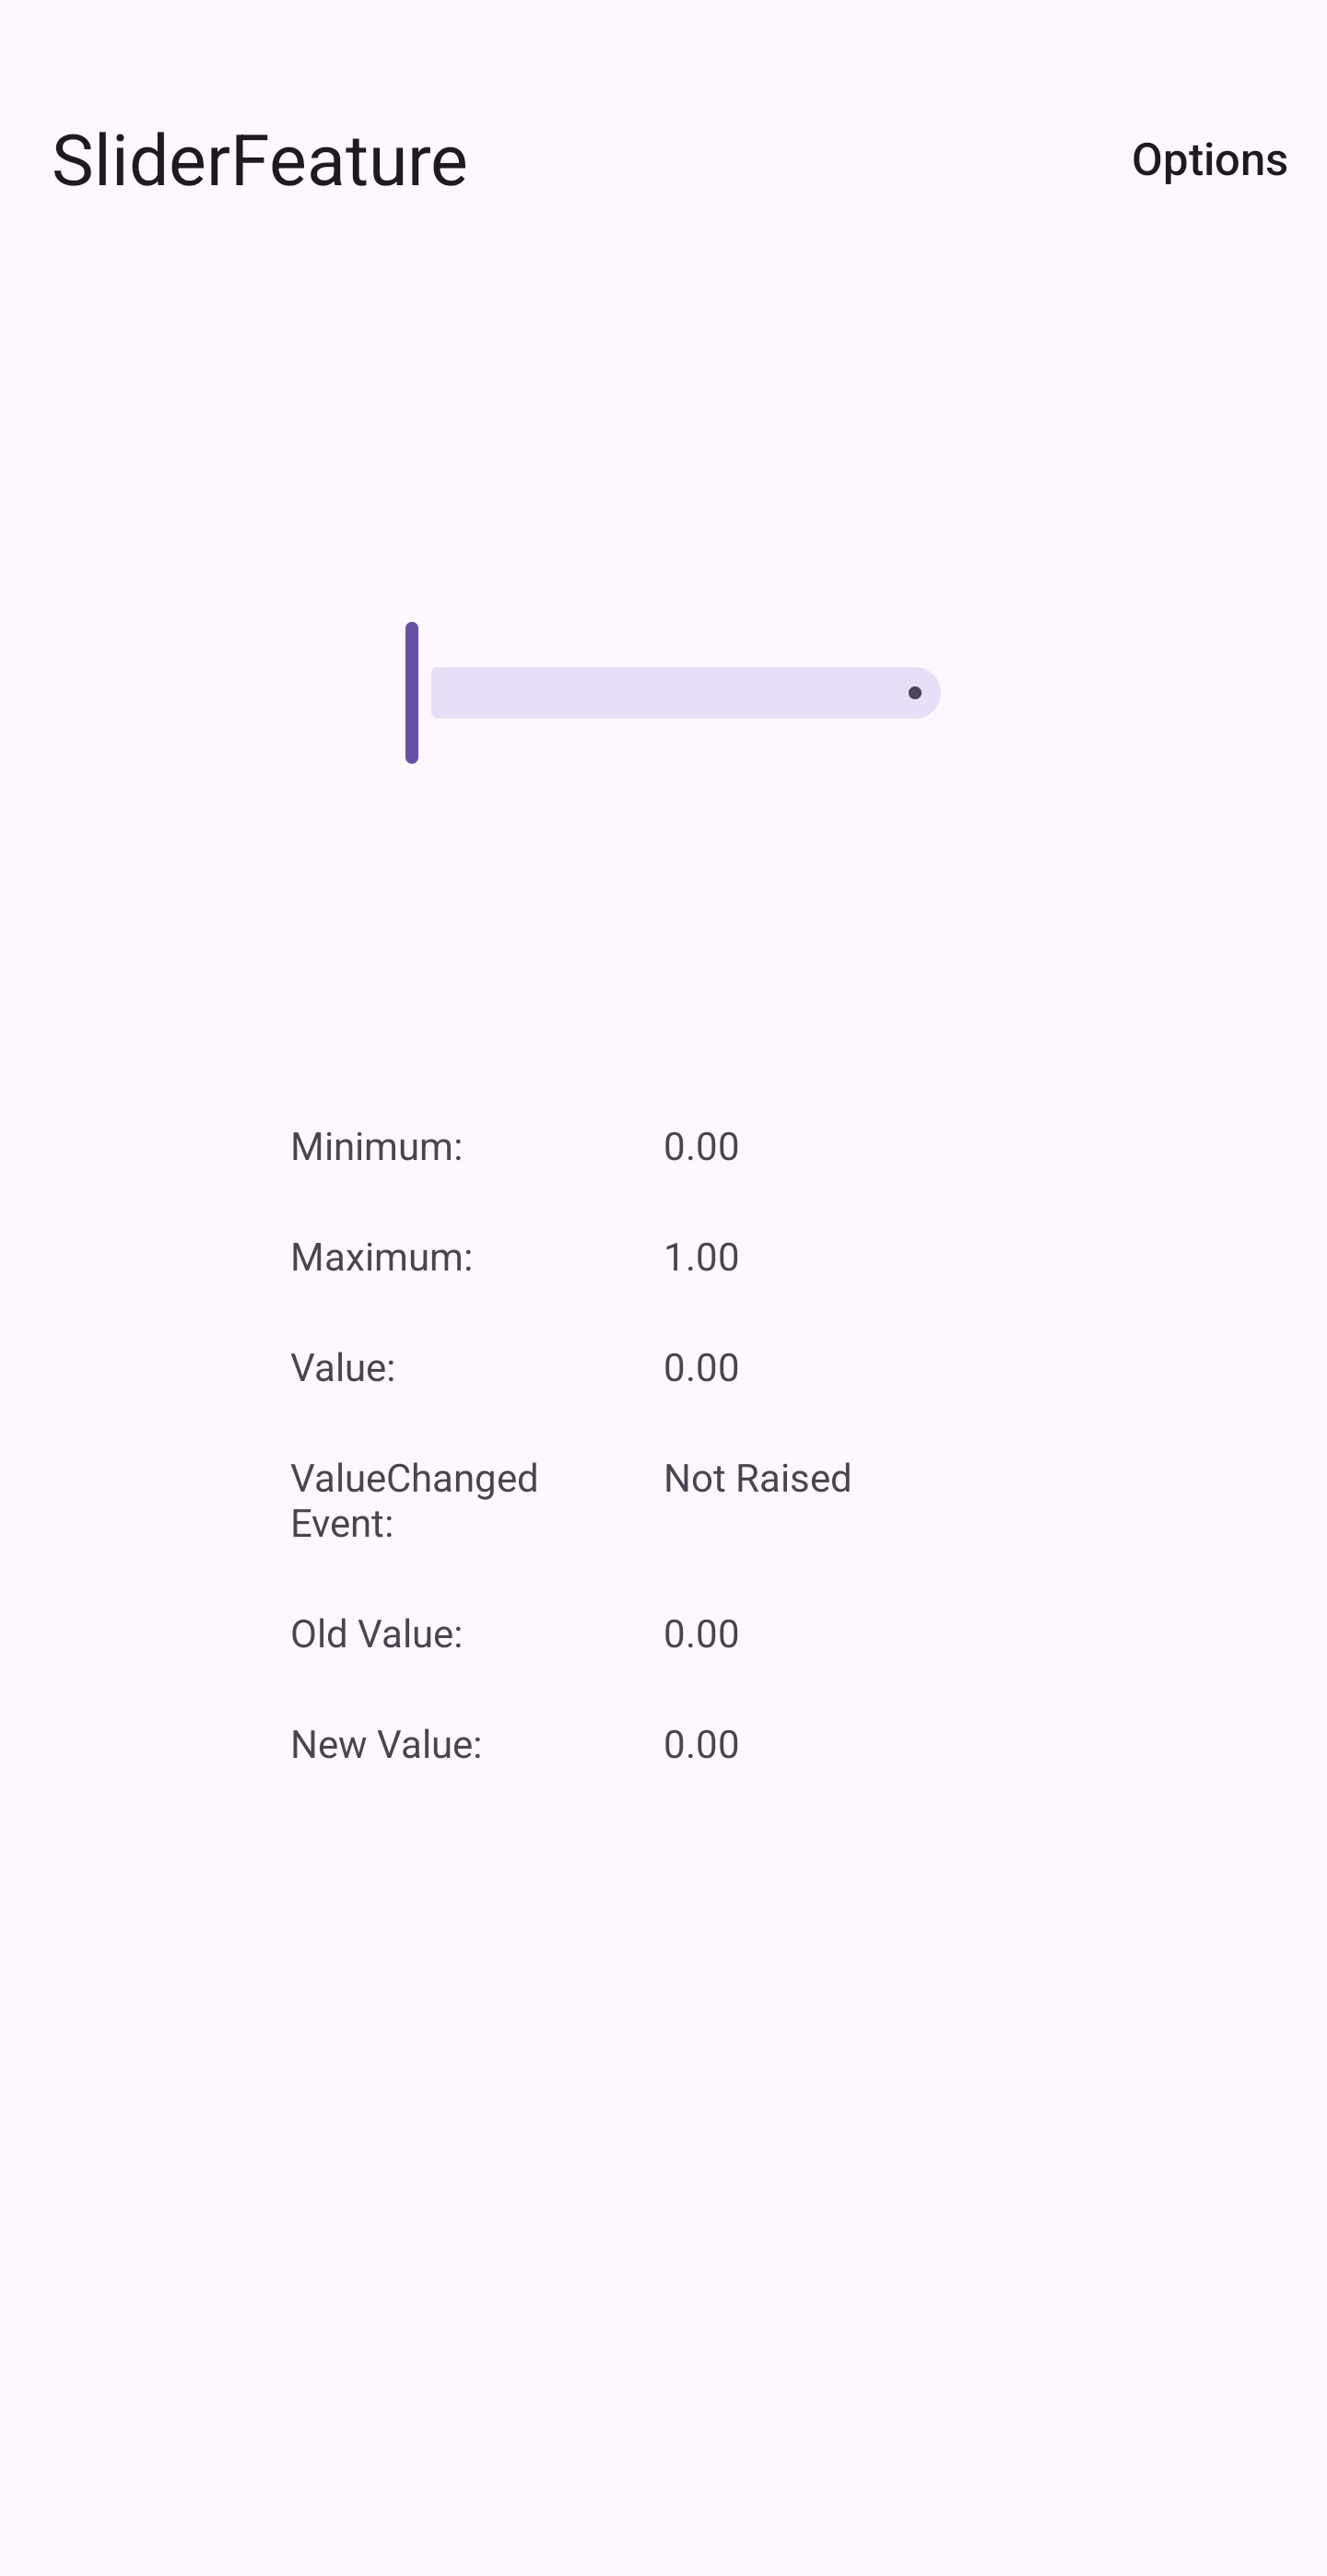 SliderFeature
Options
Minimum: 0.00
Maximum: 1.00
Value: 0.00
ValueChanged Not Raised
Event:
Old Value: 0.00
New Value: 0.00